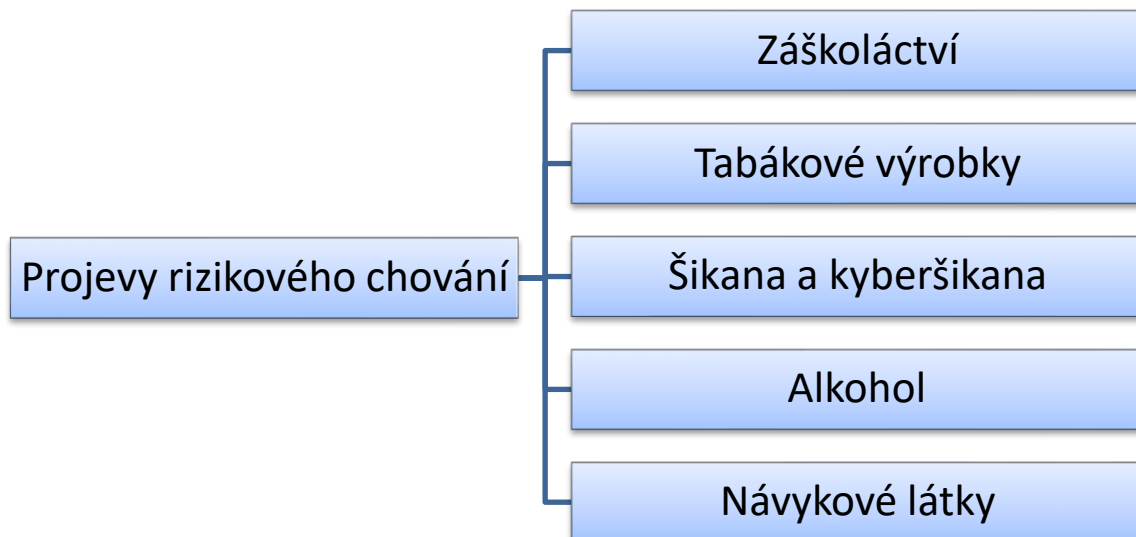 Projevy rizikového chování
Záškoláctví
Tabákové výrobky
Šikana a kyberšikana
Alkohol
Návykové látky